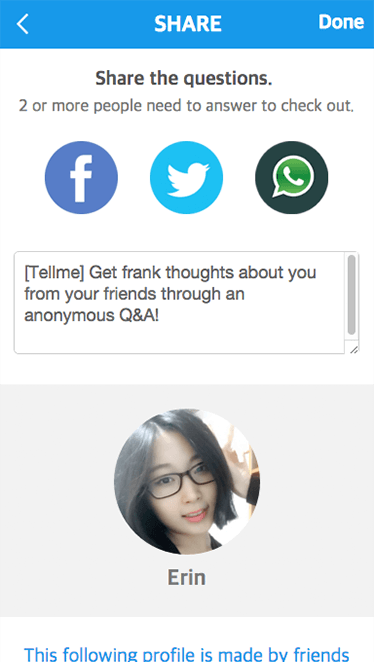 SHARE Done
Share the questions.
2 or more people need to answer to check out.
[Tellme] Get frank thoughts about you
from your friends through an
anonymous Q&A!
Erin
This following profile is made by friends